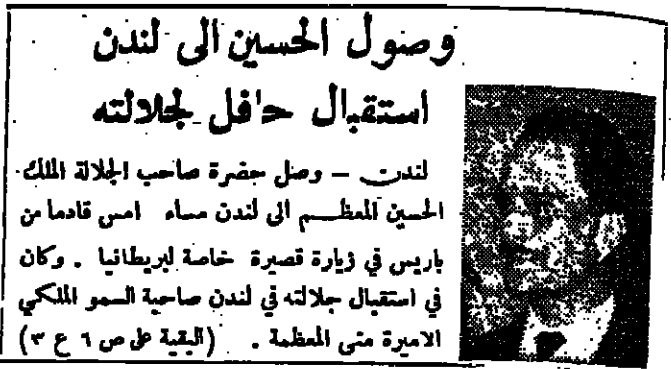 وصول الحسين الى لندن
استقبال حافل لجلالته
لندن — وصل حضرة صاحب الجلالة الملك
الحسين المعظم الى لندن مساء امس قادما من
باريس في زيارة قصيرة خاصة لبريطانيا . وكان
في استقبال جلالته في لندن صاحبة السمو الملكي
الاميرة منى المعظمة . (البقية على ص ٦ ع ٣)